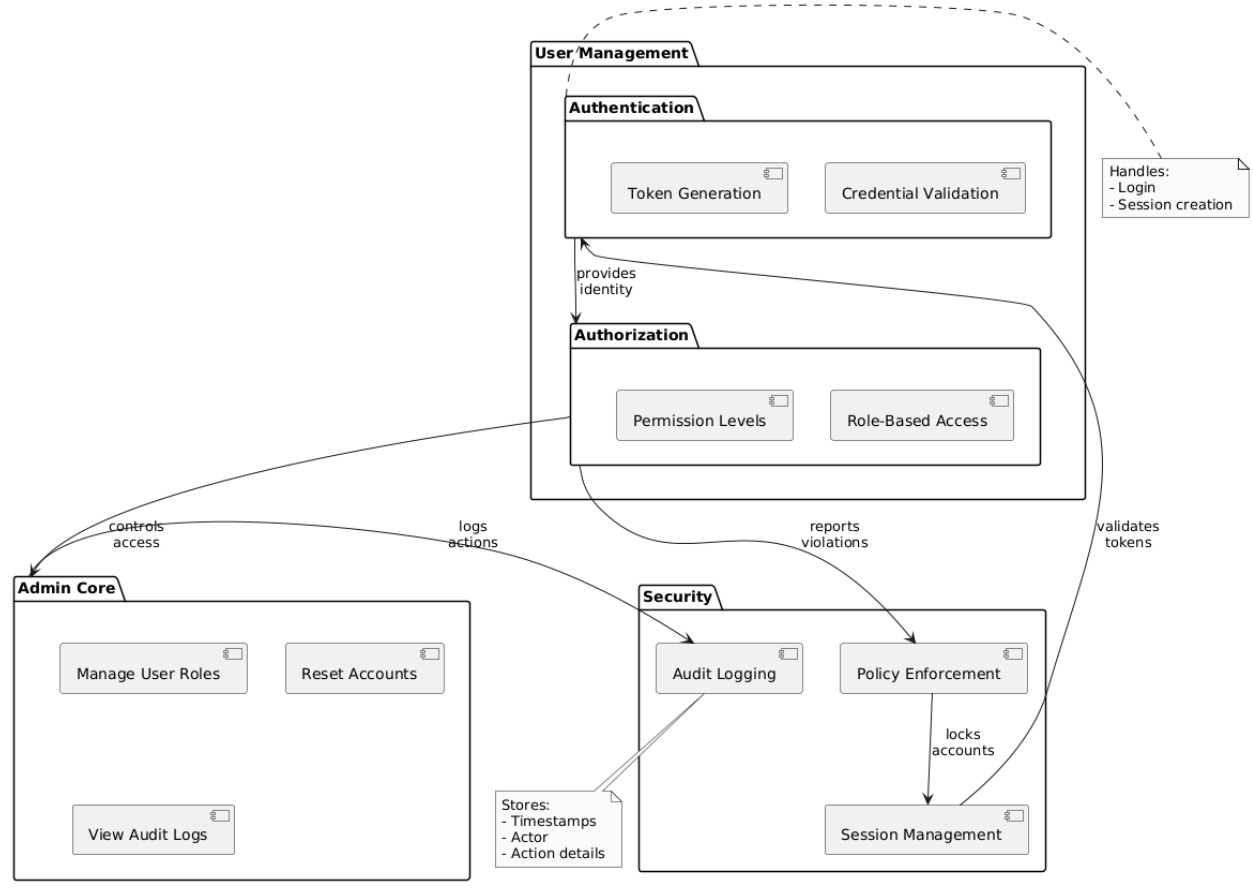 User Management
Authentication
Token Generation
Credential Validation
Handles:
- Login
- Session creation
provides
identity
Authorization
Permission Levels
Role-Based Access
controls
access
logs
actions
reports
violations
validates
tokens
Admin Core
Manage User Roles
Reset Accounts
View Audit Logs
Security
Audit Logging
Policy Enforcement
locks
accounts
Stores:
- Timestamps
- Actor
- Action details
Session Management